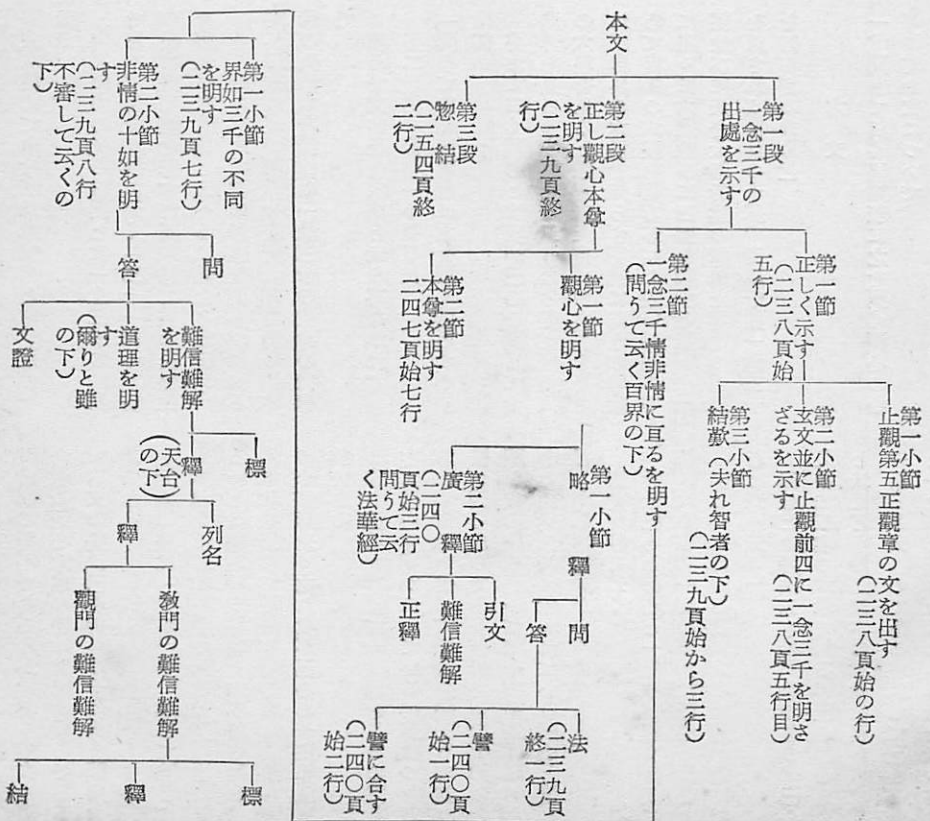 本文
第一段
一念三千の
出處を示す
第二段
正し觀心本尊
を明す
(二三九頁終
行)
第三段
惣結
(二五四頁終
二行)
第一節
正しく示す
(二三八頁始
五行)
第二節
一念三千情非情に亘るを明す
(問うて云く百界の下)
第一小節
止觀第五正觀章の文を出す
(二三八頁始の行)
第二小節
玄文並に止觀前四に一念三千を明さ
ざるを示す
(二三八頁五行目)
第三小節
結歎(夫れ智者の下)
(二三九頁始から三行)
第一節
觀心を明す
第二節
本尊を明す
二四七頁始七行
第一小節
略釋
第二小節
廣釋
(二四〇
頁始三行
問うて云
く法華經)
問
答
引文
難信難解
正釋
法
(二三九頁
終一行)
譬
(二四〇頁
始一行)
譬に合す
(二四〇頁
始二行)
第一小節
界如三千の不同
を明す
(二三九頁七行)
第二小節
非情の十如を明
す
(二三九頁八行
不審して云くの
下)
問
答
難信難解
を明す
道理を明
す
(爾りと雖
の下)
文證
標
釋
(天台
の下)
列名
釋
敎門の難信難解
觀門の難信難解
標
釋
結